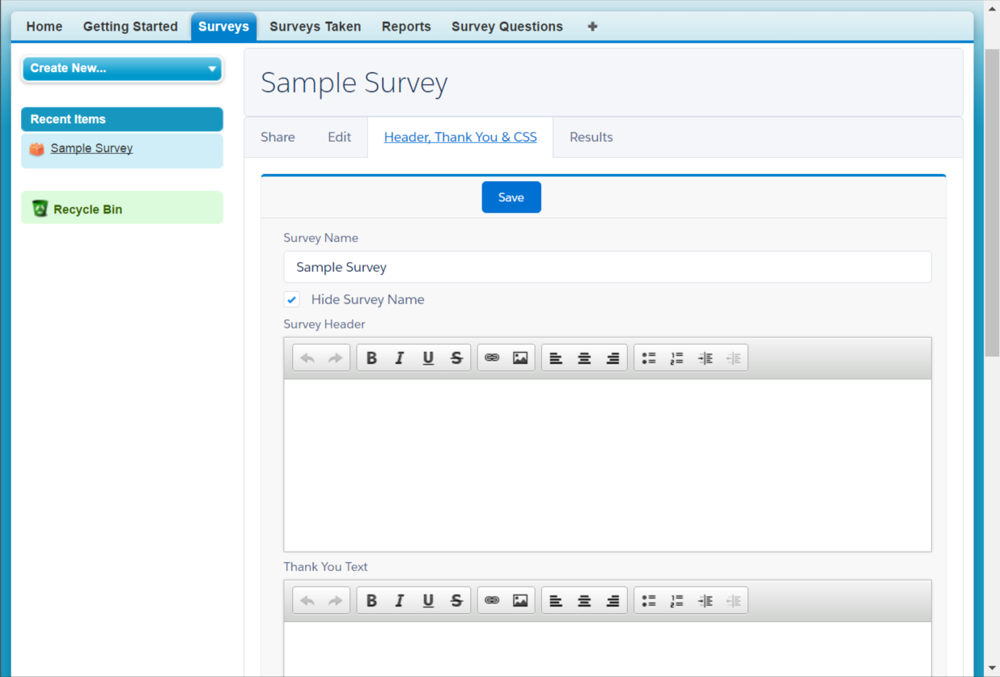 Home Getting Started Surveys Surveys Taken Reports Survey Questions
Create New...
Recent Items
Sample Survey
Recycle Bin
Sample Survey
Share Edit Header, Thank You & CSS Results
Save
Survey Name
Sample Survey
Hide Survey Name
Survey Header
B I U S
Thank You Text
B I U S